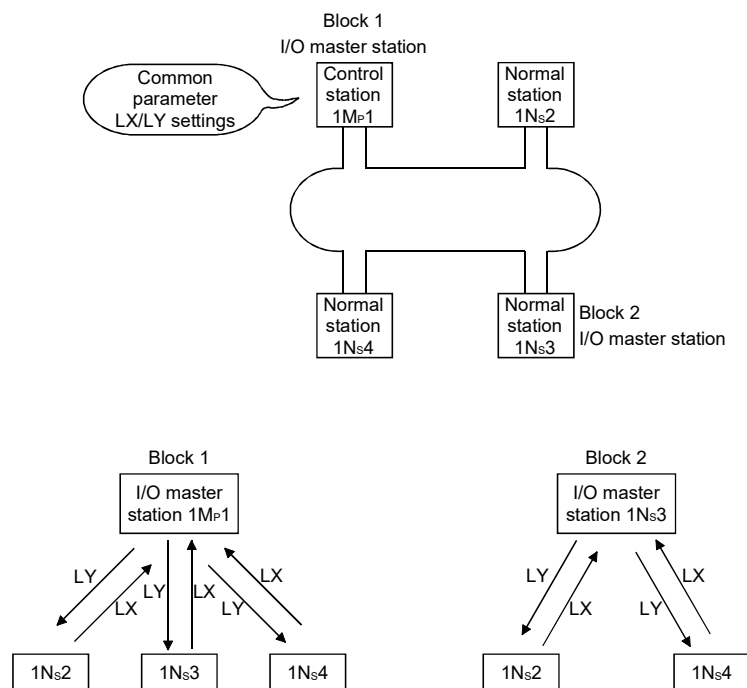 Block 1
I/O master station
Common
parameter
LX/LY settings
Control
station
1MP1
Normal
station
1NS2
Normal
station
1NS4
Normal
station
1NS3
Block 2
I/O master station
Block 1
I/O master
station 1MP1
LY
LX
LY
LX
LY
LX
1NS2
1NS3
1NS4
Block 2
I/O master
station 1NS3
LY
LX
LY
LX
1NS2
1NS4